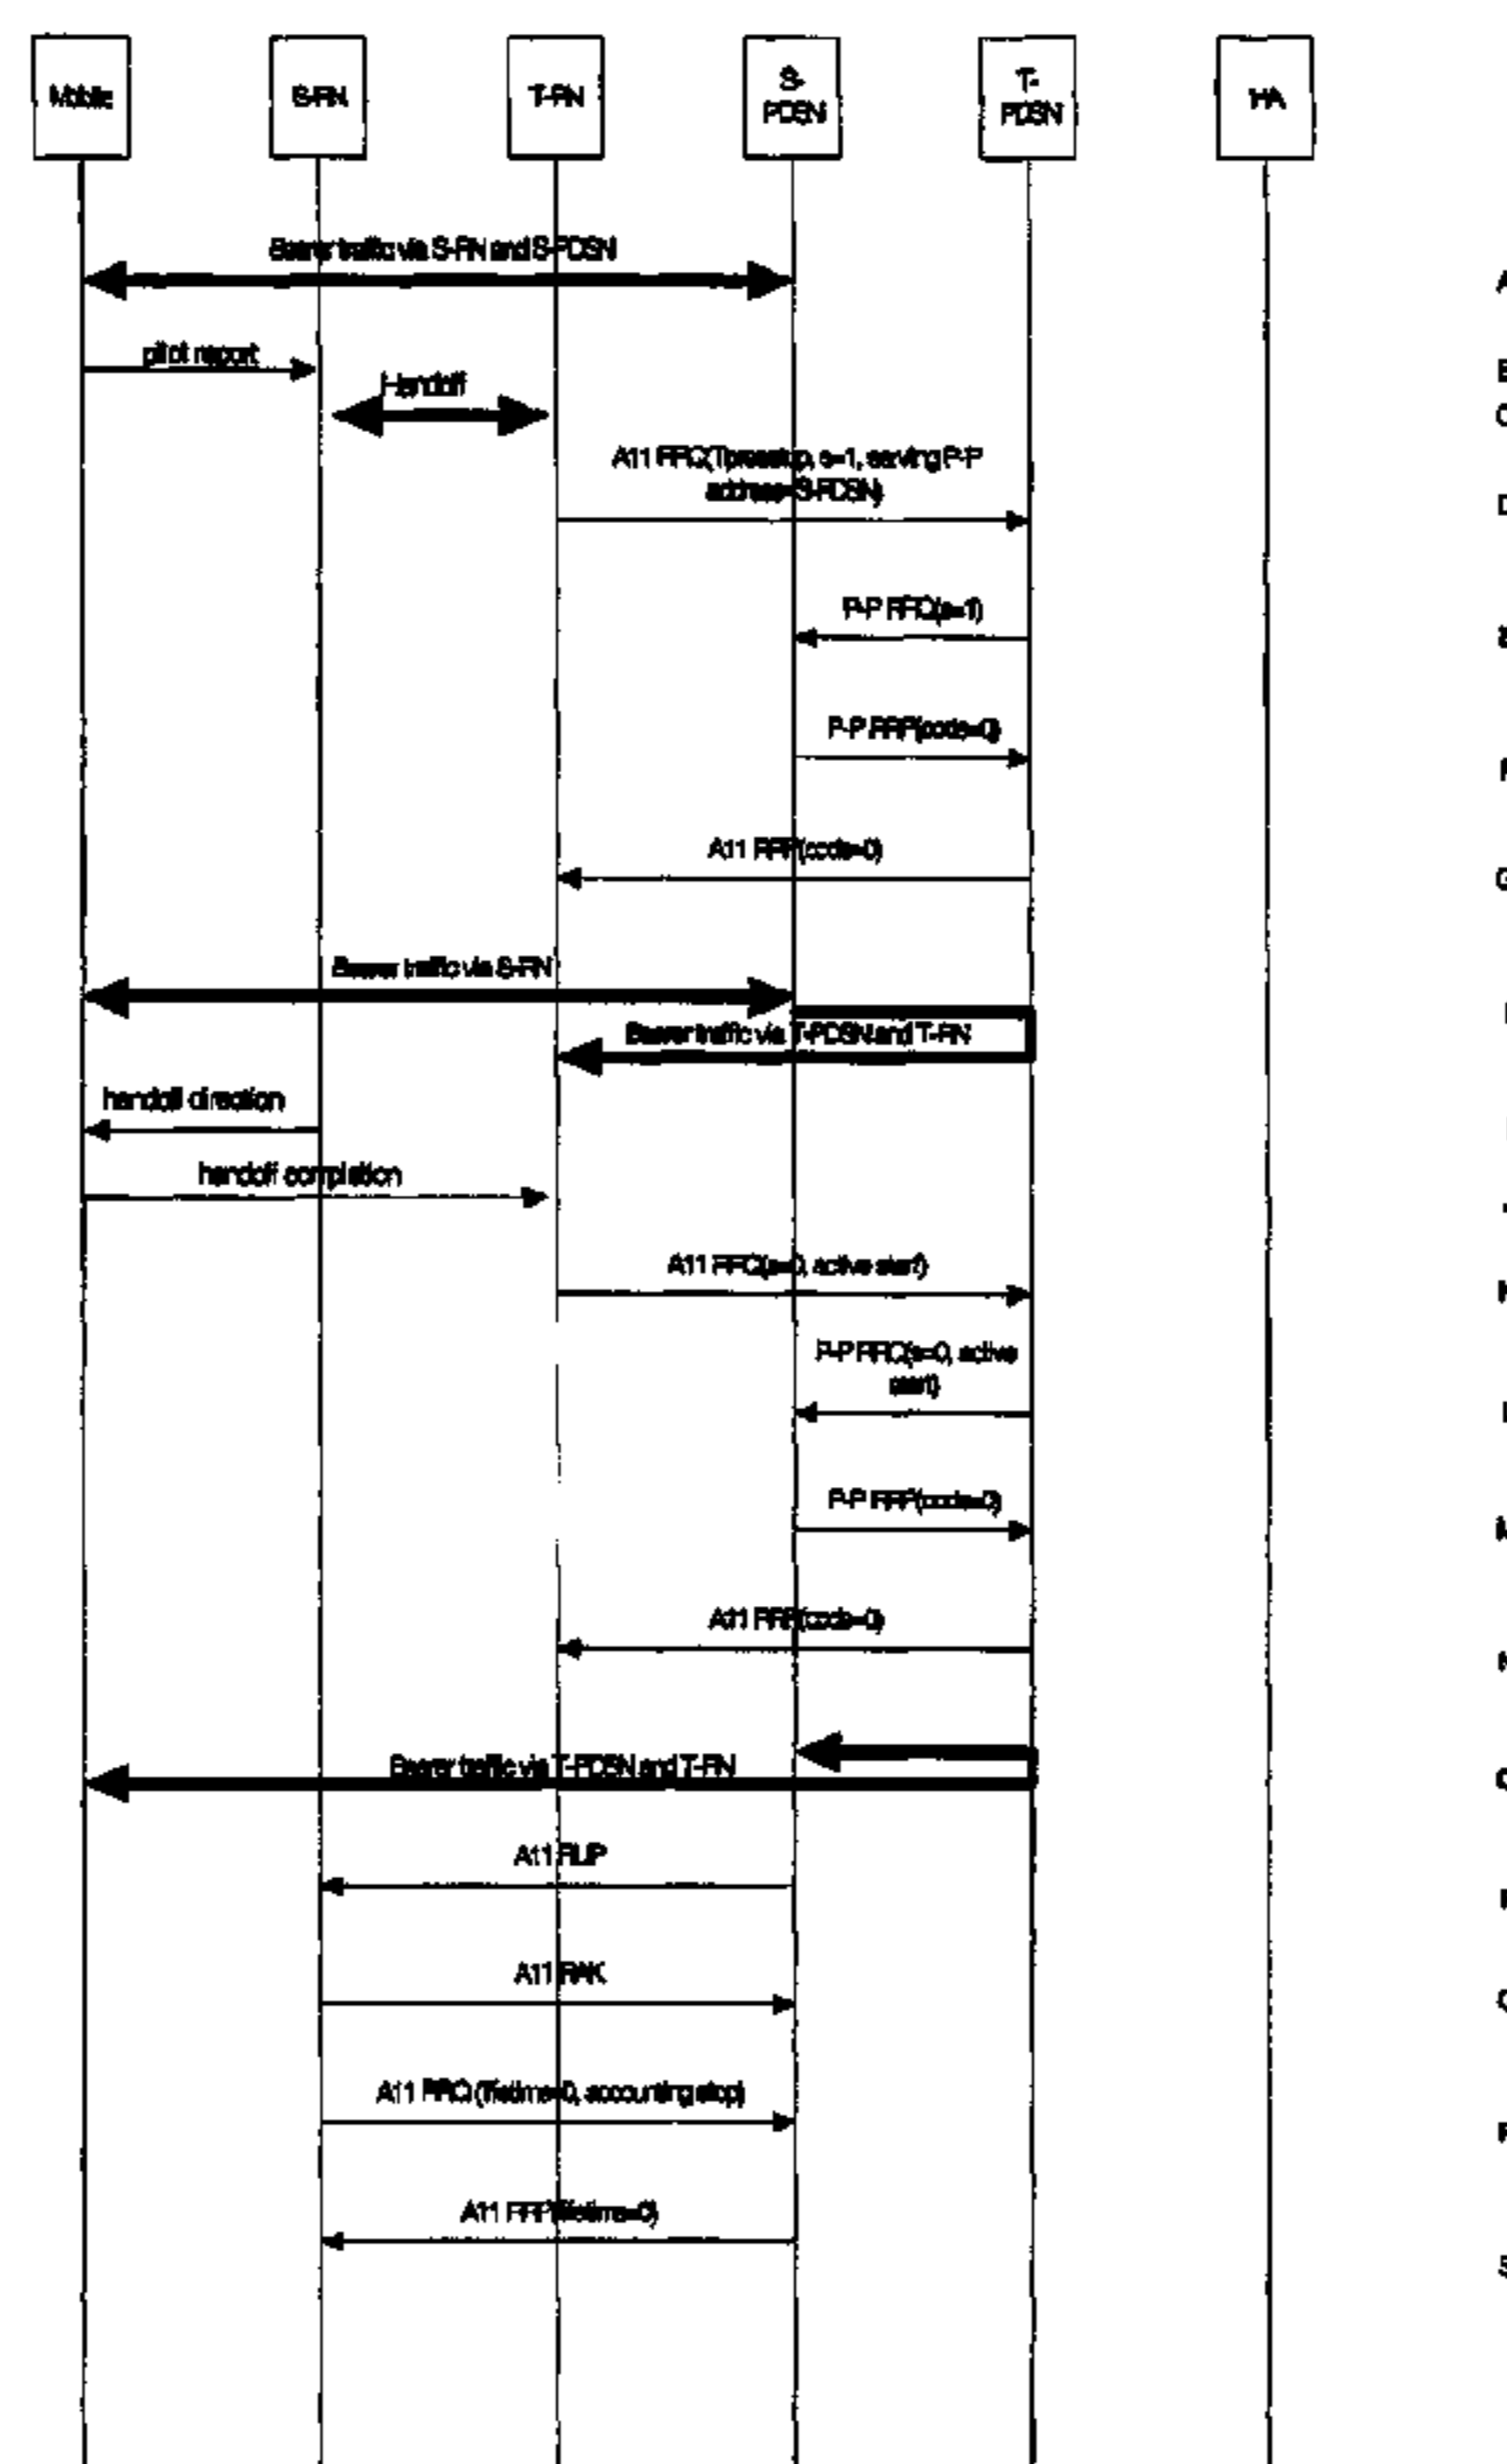 Mobile
S-RN
T-RN
S-
PDSN
T-
PDSN
HA
Bearer traffic via S-RN and S-PDSN
A
pilot report
Handoff
A11 RRQ(Tpresetup, s=1, serving P-P
address=S-PDSN)
P-P RRQ(s=1)
P-P RRP(code=0)
A11 RRP(code=0)
G
Bearer traffic via S-RN
Bearer traffic via T-PDSN and T-RN
handoff direction
handoff completion
A11 RRQ(s=0, active start)
P-P RRQ(s=0, active
start)
P-P RRP(code=0)
A11 RRP(code=0)
Bearer traffic via T-PDSN and T-RN
A11 RUP
A11 RAK
A11 RRQ (lifetime=0, accounting stop)
A11 RRP(lifetime=0)
S